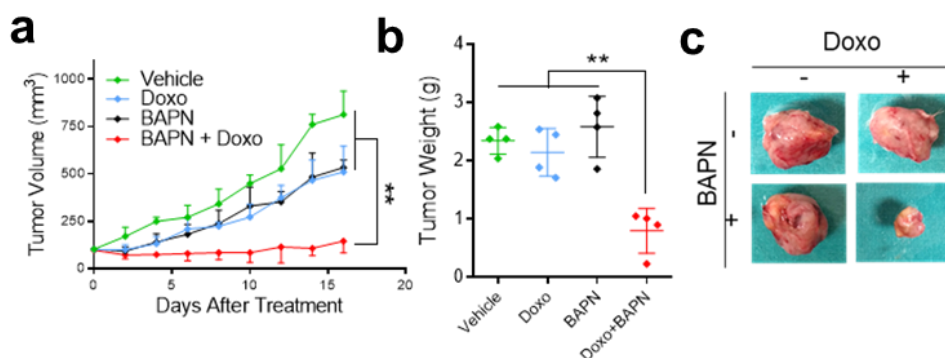 a
Tumor Volume (mm³)
1000
750
500
250
0
0
5
10
15
20
Days After Treatment
Vehicle
Doxo
BAPN
BAPN + Doxo
**
b
Tumor Weight (g)
4
3
2
1
0
**
Vehicle
Doxo
BAPN
Doxo+BAPN
c
Doxo
- +
BAPN
-
+